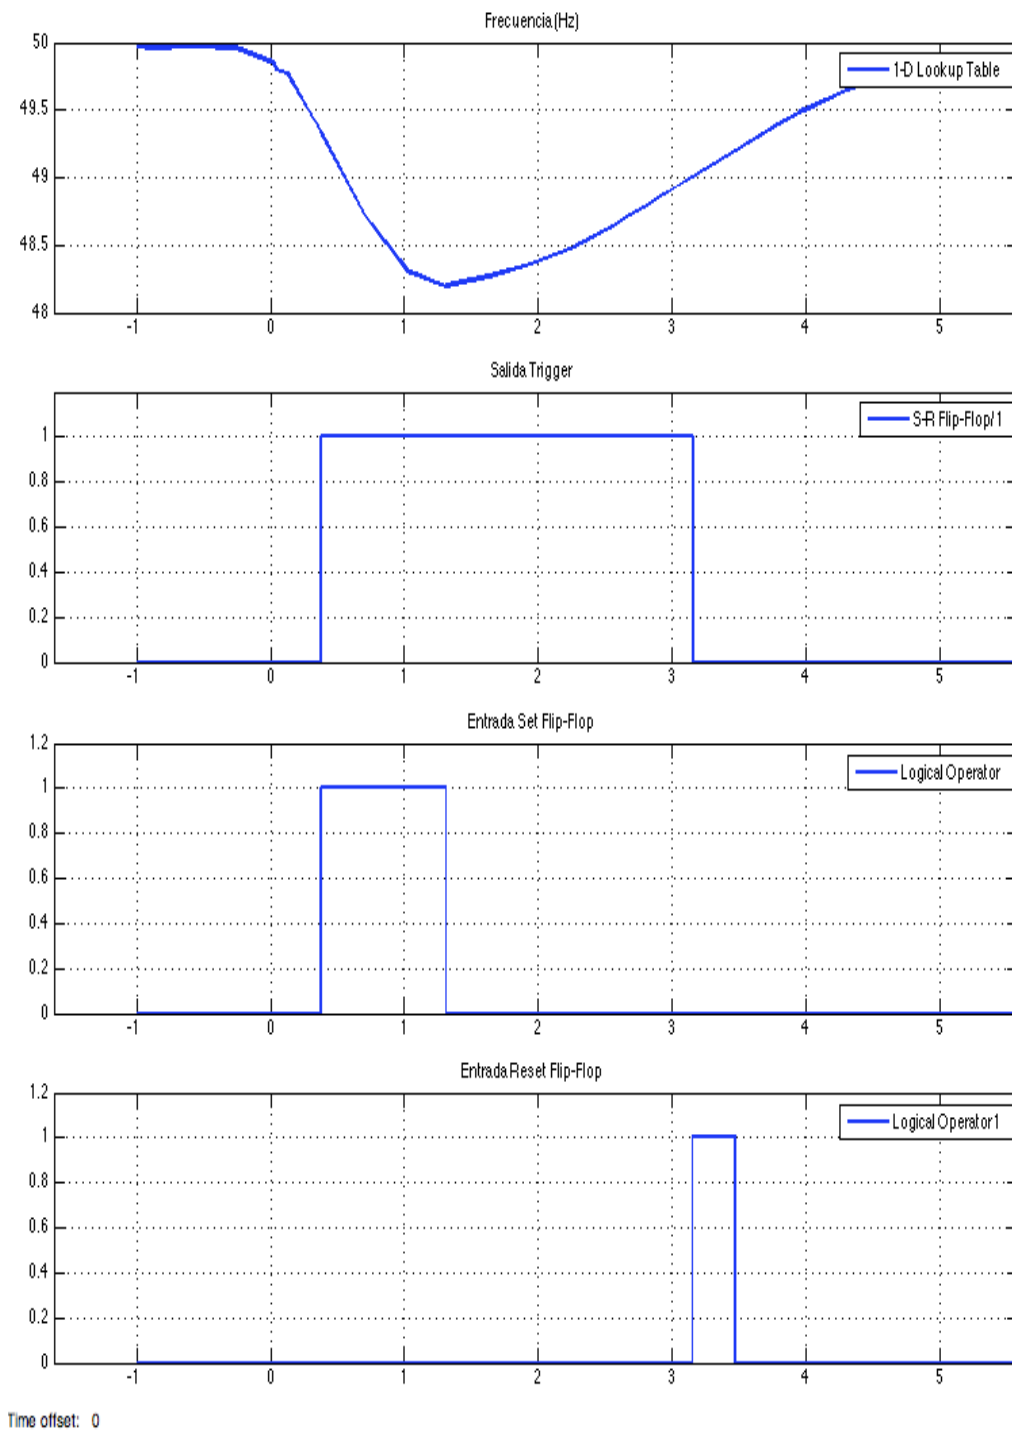 Frecuencia(Hz)
50
49.5
49
48.5
48
1-D Lookup Table
-1 0 1 2 3 4 5
Salida Trigger
1
0.8
0.6
0.4
0.2
0
S-R Flip-Flop/1
-1 0 1 2 3 4 5
Entrada Set Flip-Flop
1.2
1
0.8
0.6
0.4
0.2
0
Logical Operator
-1 0 1 2 3 4 5
Entrada Reset Flip-Flop
1.2
1
0.8
0.6
0.4
0.2
0
Logical Operator1
-1 0 1 2 3 4 5
Time offset: 0